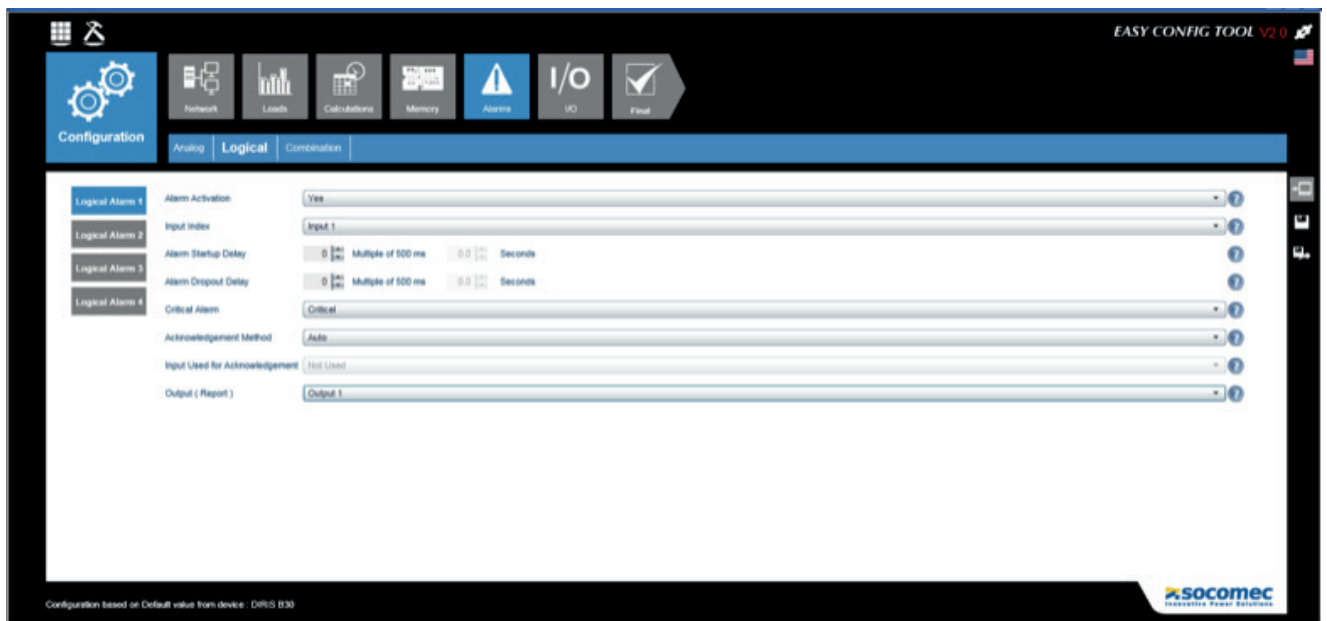 EASY CONFIG TOOL V2.0
Configuration
Network
Loads
Calculations
Memory
Alarms
I/O
I/O
Final
Analog Logical Combination
Logical Alarm 1
Logical Alarm 2
Logical Alarm 3
Logical Alarm 4
Alarm Activation Yes
Input Index Input 1
Alarm Startup Delay 0 Multiple of 500 ms 0.0 Seconds
Alarm Dropout Delay 0 Multiple of 500 ms 0.0 Seconds
Critical Alarm Critical
Acknowledgement Method Auto
Input Used for Acknowledgement Not Used
Output ( Report ) Output 1
Configuration based on Default value from device : DIRIS B30
socomec
Innovative Power Solutions